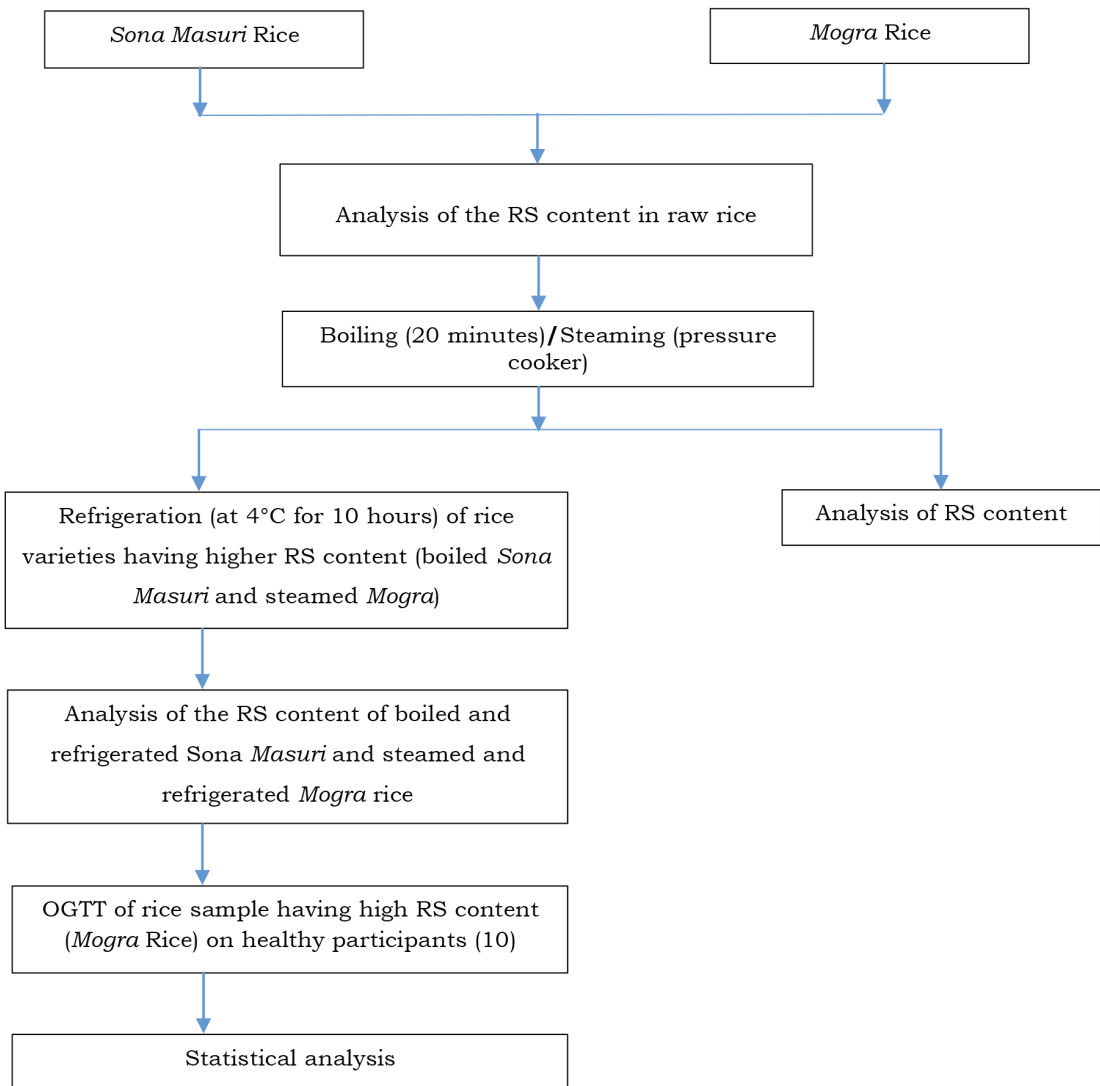 Sona Masuri Rice
Mogra Rice
Analysis of the RS content in raw rice
Boiling (20 minutes)/Steaming (pressure
cooker)
Refrigeration (at 4°C for 10 hours) of rice
varieties having higher RS content (boiled Sona
Masuri and steamed Mogra)
Analysis of RS content
Analysis of the RS content of boiled and
refrigerated Sona Masuri and steamed and
refrigerated Mogra rice
OGTT of rice sample having high RS content
(Mogra Rice) on healthy participants (10)
Statistical analysis